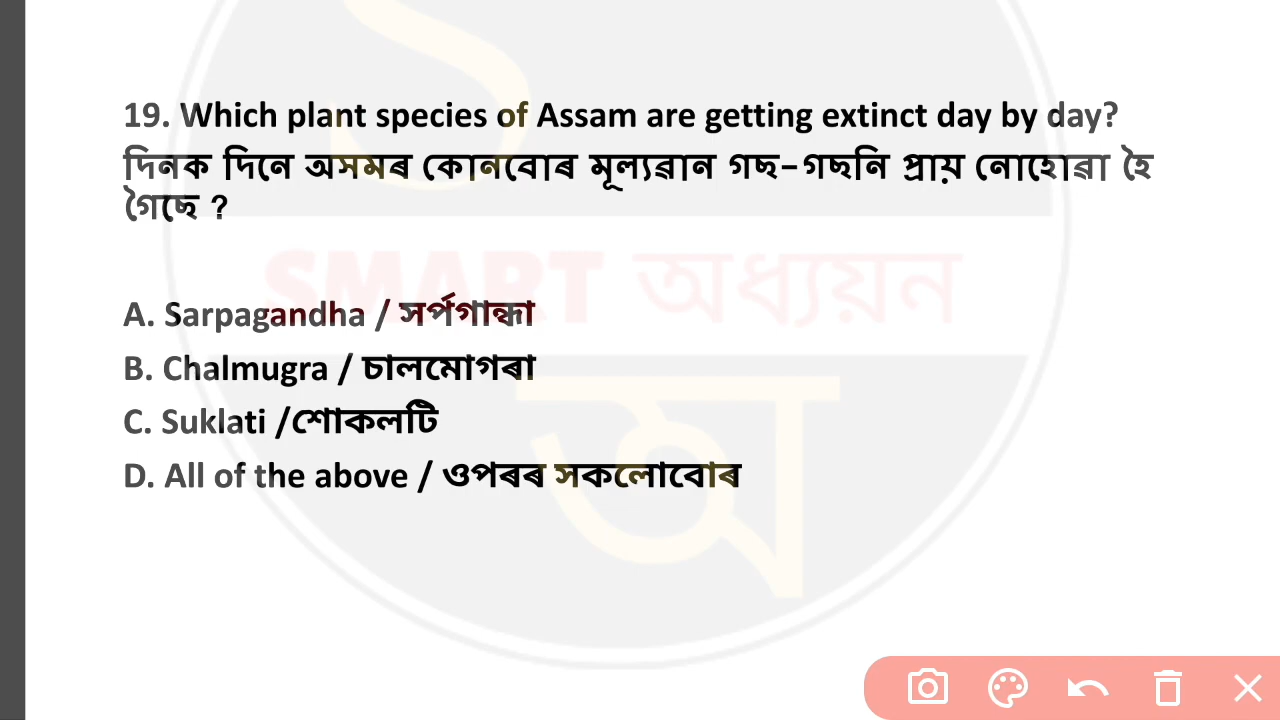 19. Which plant species of Assam are getting extinct day by day?
দিনক দিনে অসমৰ কোনবোৰ মূল্যৱান গছ–গছনি প্ৰায় নোহোৱা হৈ
গৈছে ?
SMART অধ্যয়ন
A. Sarpagandha / সৰ্পগান্ধা
B. Chalmugra / চালমোগৰা
C. Suklati /শোকলটি
D. All of the above / ওপৰৰ সকলোবোৰ
অ